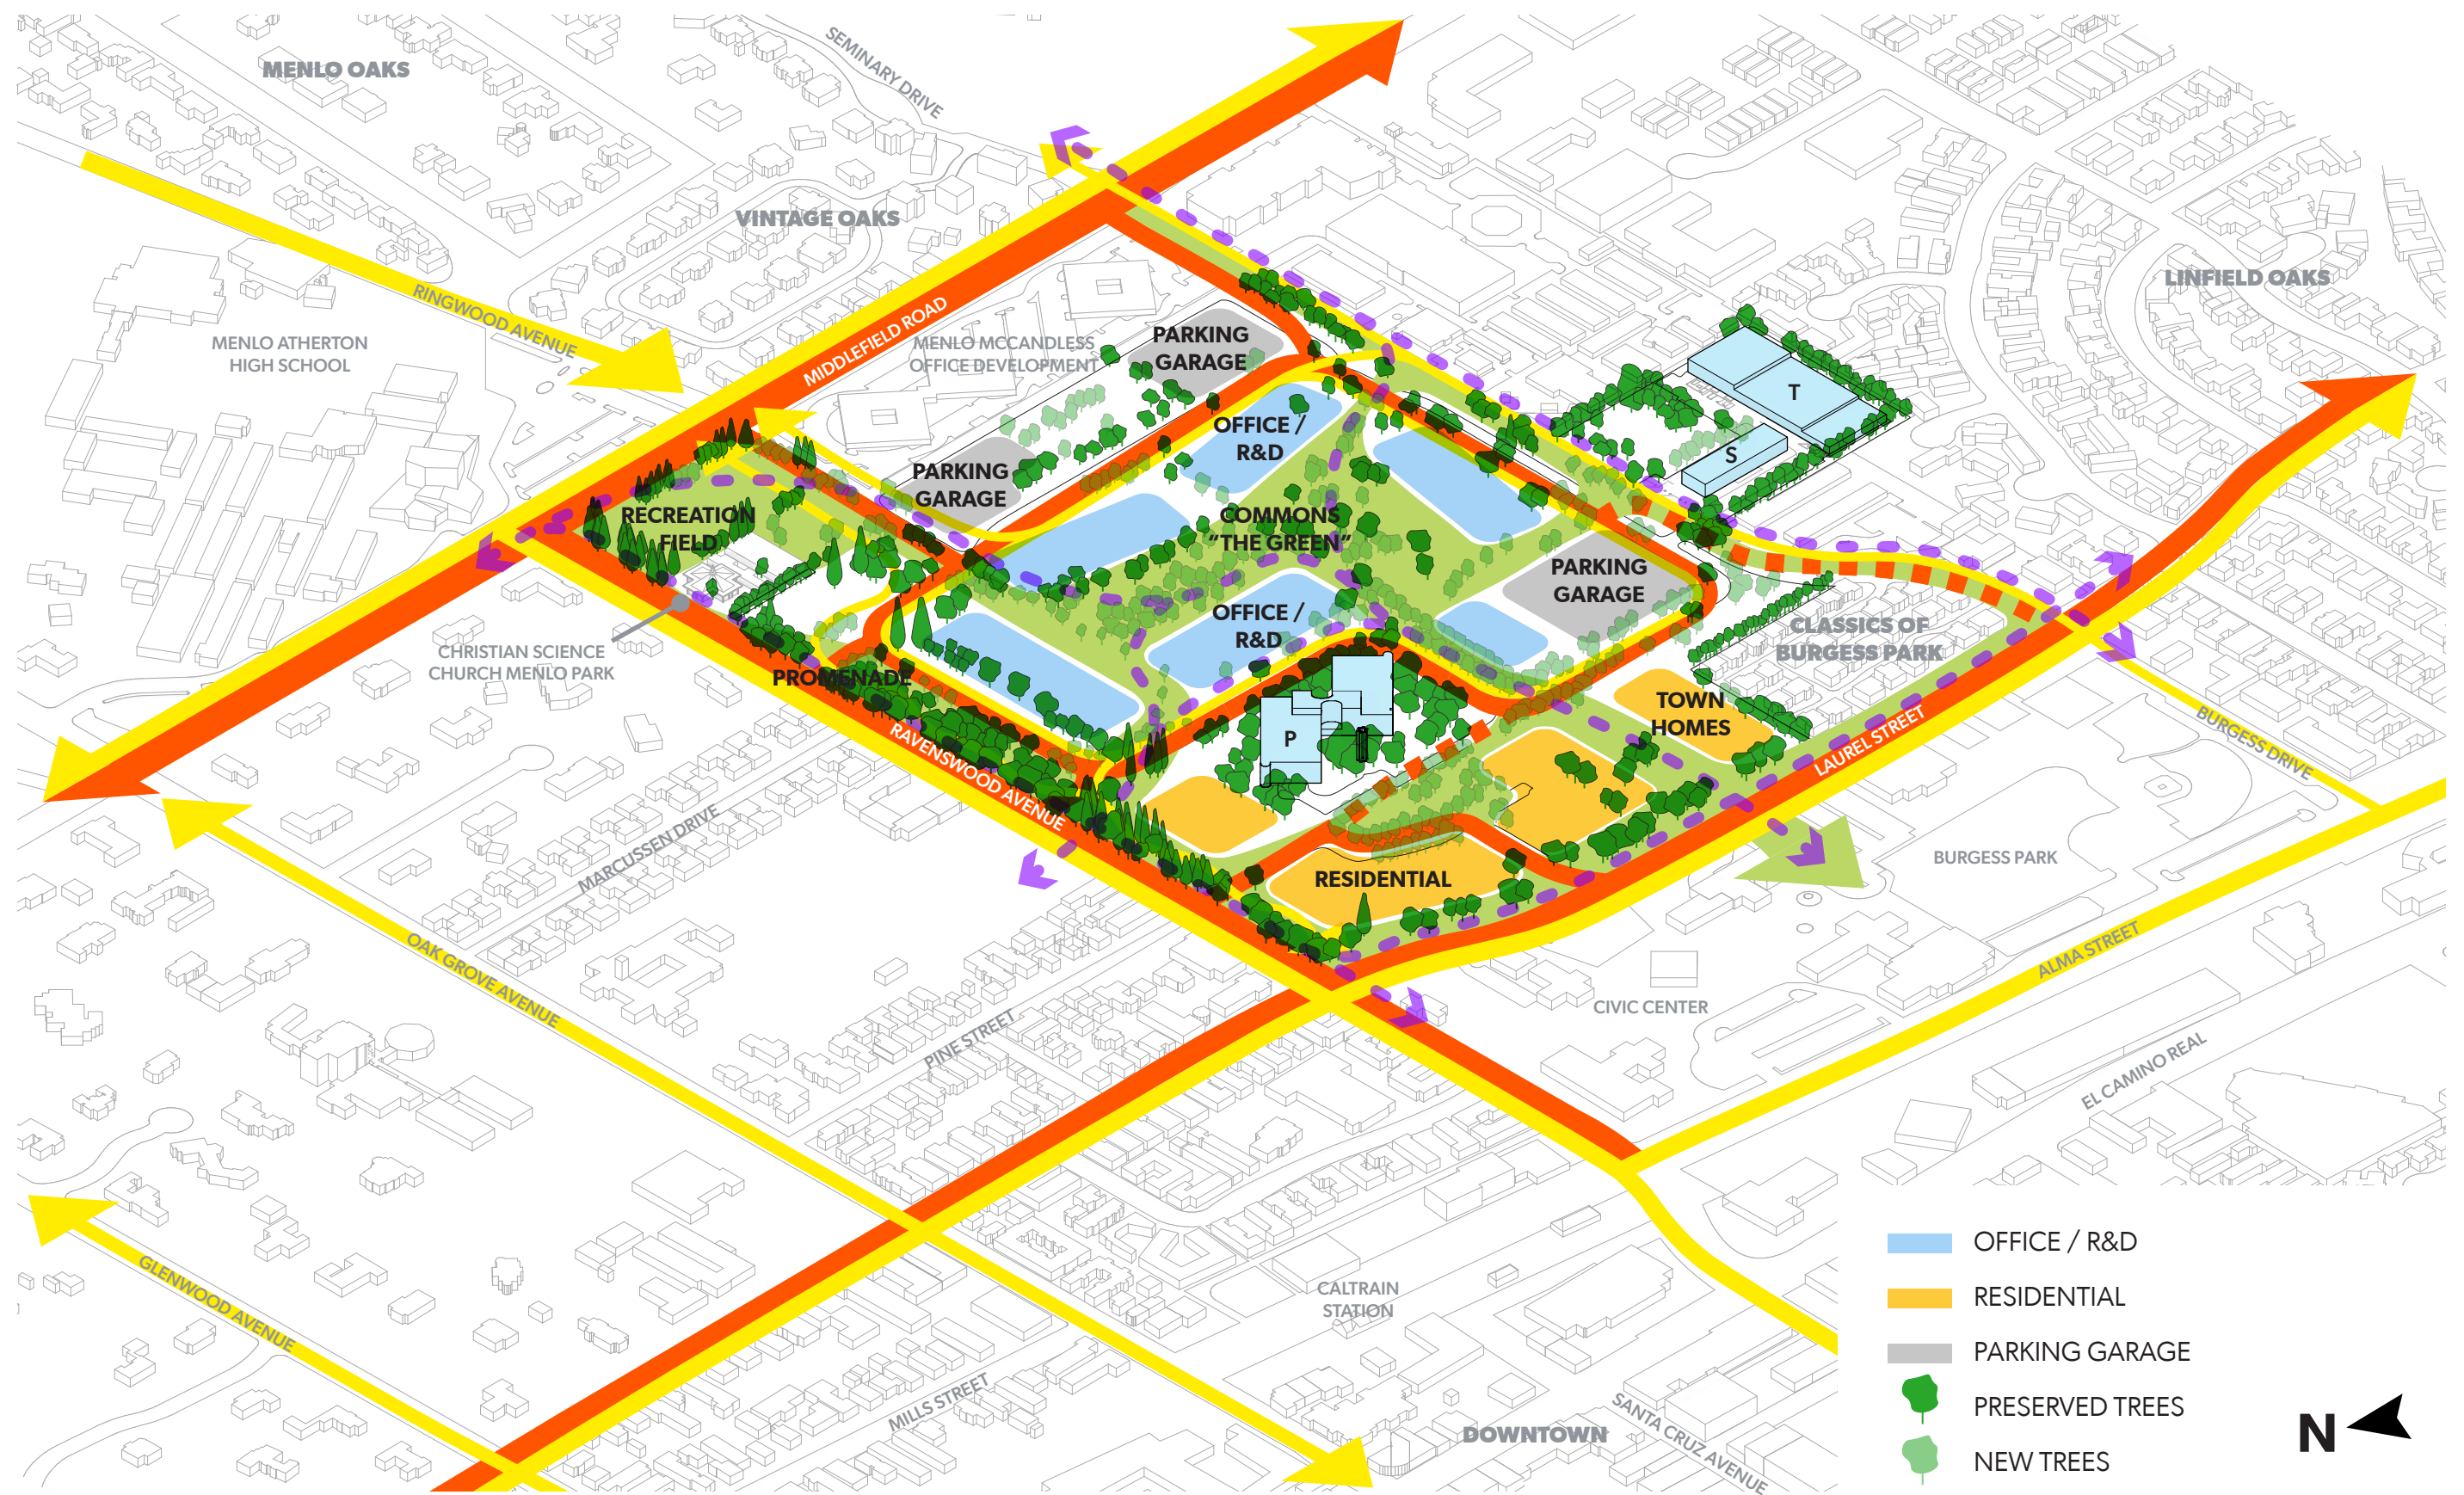 SEMINARY DRIVE
MENLO OAKS
VINTAGE OAKS
LINFIELD OAKS
RINGWOOD AVENUE
MIDDLEFIELD ROAD
MENLO ATHERTON
HIGH SCHOOL
MENLO MCCANDLESS
OFFICE DEVELOPMENT
PARKING
GARAGE
T
OFFICE /
R&D
S
PARKING
GARAGE
RECREATION
FIELD
COMMONS
"THE GREEN"
PARKING
GARAGE
OFFICE /
R&D
CHRISTIAN SCIENCE
CHURCH MENLO PARK
CLASSICS OF
BURGESS PARK
PROMENADE
TOWN
HOMES
P
RAVENSWOOD AVENUE
LAUREL STREET
BURGESS DRIVE
MARCUSSEN DRIVE
BURGESS PARK
RESIDENTIAL
OAK GROVE AVENUE
ALMA STREET
CIVIC CENTER
PINE STREET
EL CAMINO REAL
GLENWOOD AVENUE
CALTRAIN
STATION
MILLS STREET
DOWNTOWN
SANTA CRUZ AVENUE
OFFICE / R&D
RESIDENTIAL
PARKING GARAGE
PRESERVED TREES
NEW TREES
N